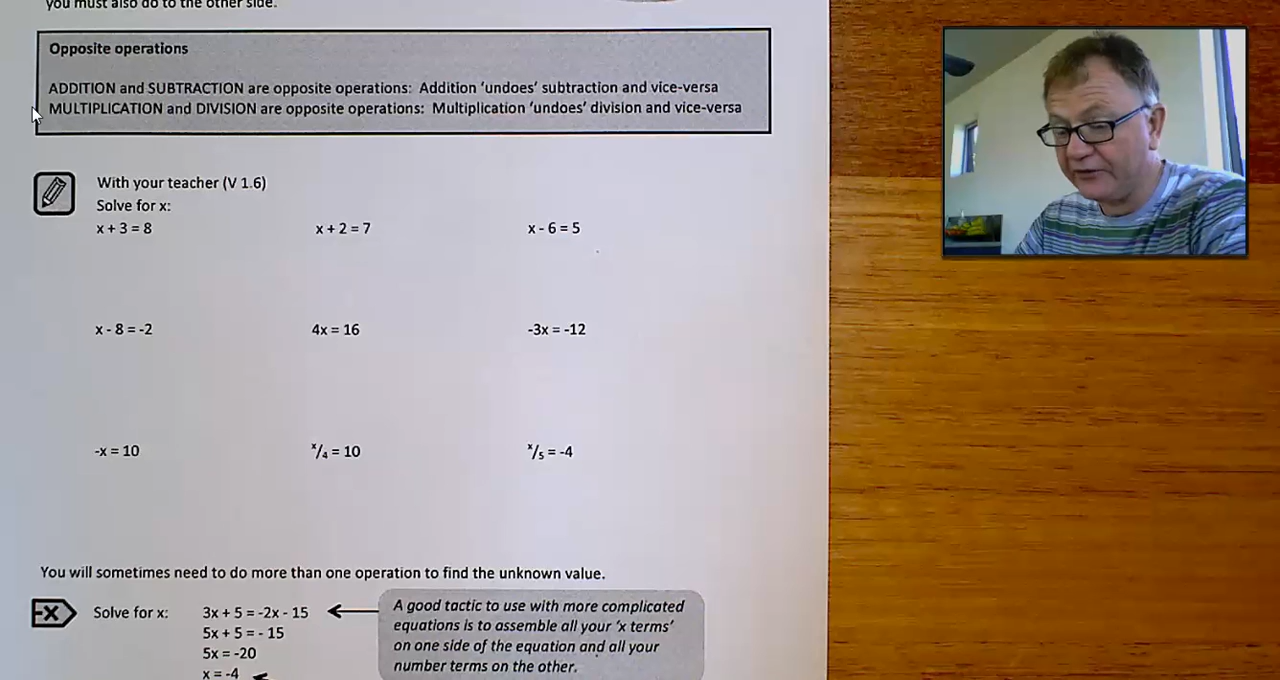 you must also do to the other side.
Opposite operations
ADDITION and SUBTRACTION are opposite operations: Addition 'undoes' subtraction and vice-versa
MULTIPLICATION and DIVISION are opposite operations: Multiplication 'undoes' division and vice-versa
With your teacher (V 1.6)
Solve for x:
x + 3 = 8 x + 2 = 7 x - 6 = 5
x - 8 = -2 4x = 16 -3x = -12
-x = 10 x/4 = 10 x/5 = -4
You will sometimes need to do more than one operation to find the unknown value.
-X Solve for x: 3x + 5 = -2x - 15
5x + 5 = - 15
5x = -20
x = -4
A good tactic to use with more complicated
equations is to assemble all your 'x terms'
on one side of the equation and all your
number terms on the other.